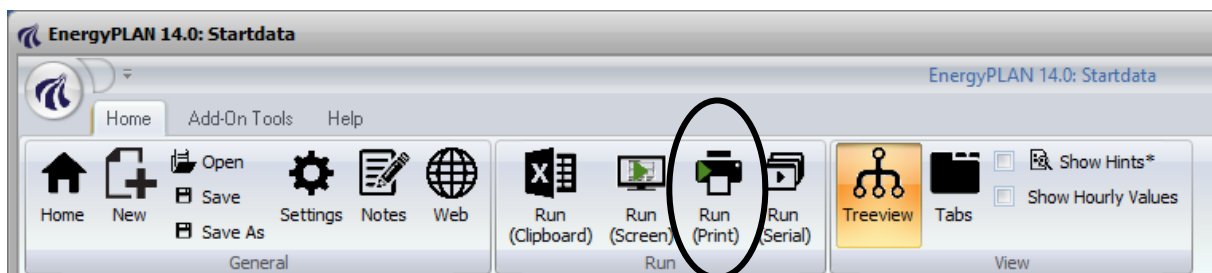 EnergyPLAN 14.0: Startdata
EnergyPLAN 14.0: Startdata
Home Add-On Tools Help
Open
Save
Save As
Home New Settings Notes Web
General
Run (Clipboard)
Run (Screen)
Run (Print)
Run (Serial)
Run
Treeview Tabs
Show Hints*
Show Hourly Values
View